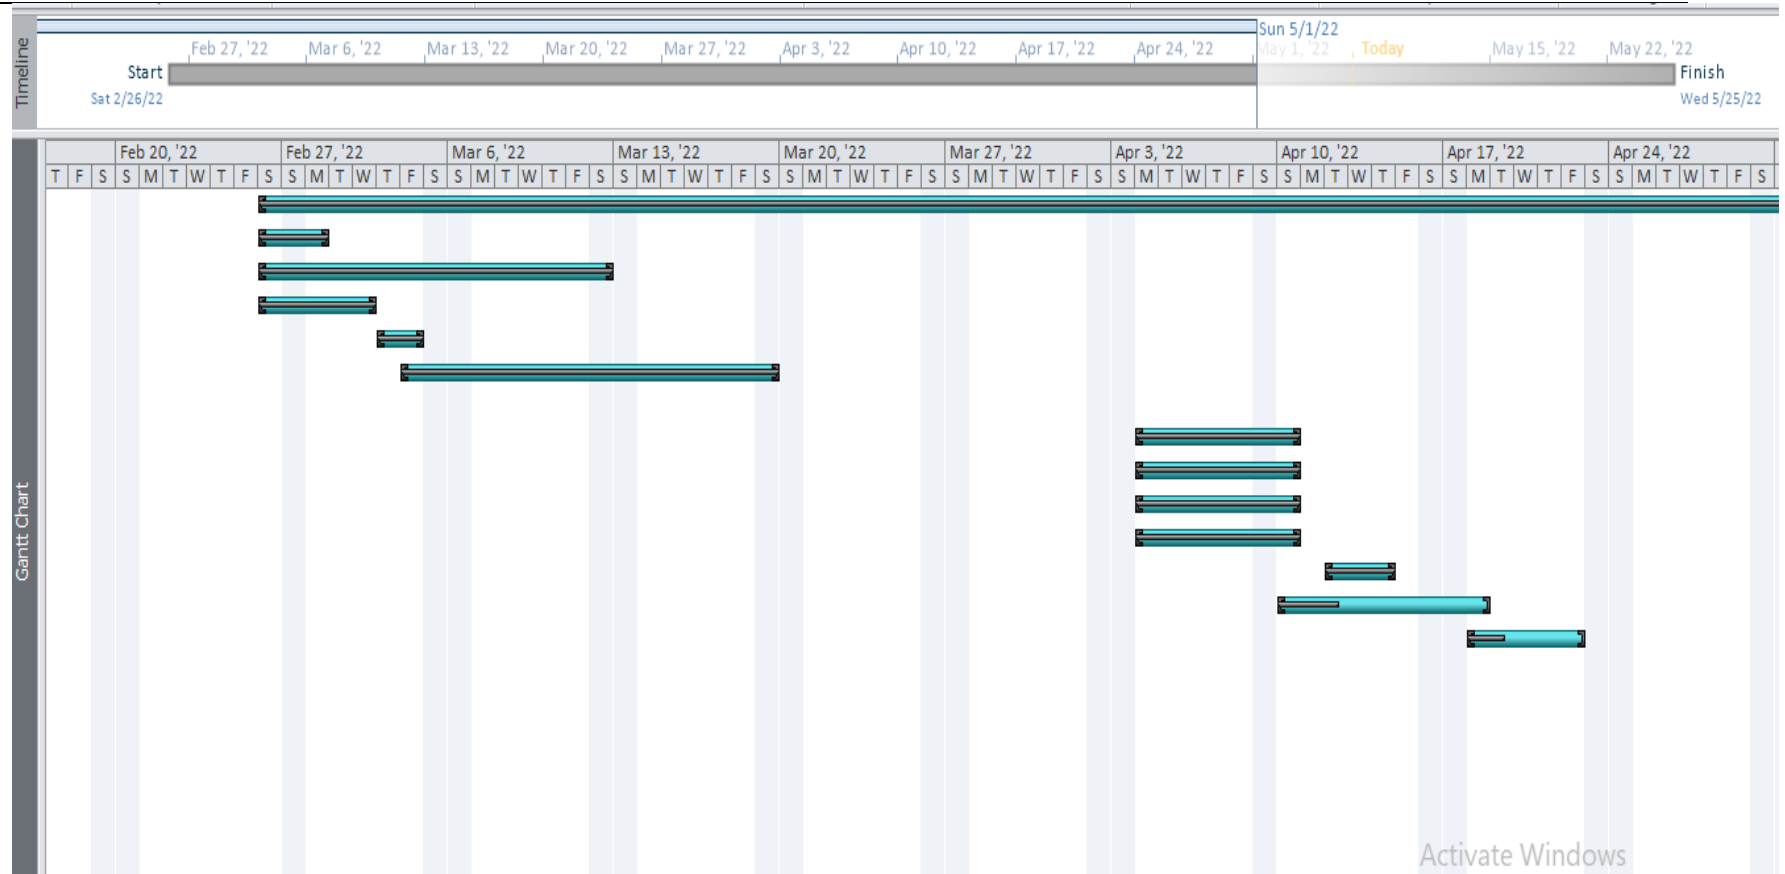 Timeline
Sun 5/1/22
Feb 27, '22 Mar 6, '22 Mar 13, '22 Mar 20, '22 Mar 27, '22 Apr 3, '22 Apr 10, '22 Apr 17, '22 Apr 24, '22 May 1, '22 Today May 15, '22 May 22, '22
Start Finish
Sat 2/26/22 Wed 5/25/22
Gantt Chart
Feb 20, '22 Feb 27, '22 Mar 6, '22 Mar 13, '22 Mar 20, '22 Mar 27, '22 Apr 3, '22 Apr 10, '22 Apr 17, '22 Apr 24, '22
T F S S M T W T F S S M T W T F S S M T W T F S S M T W T F S S M T W T F S S M T W T F S S M T W T F S S M T W T F S S M T W T F S S M T W T F S
Activate Windows